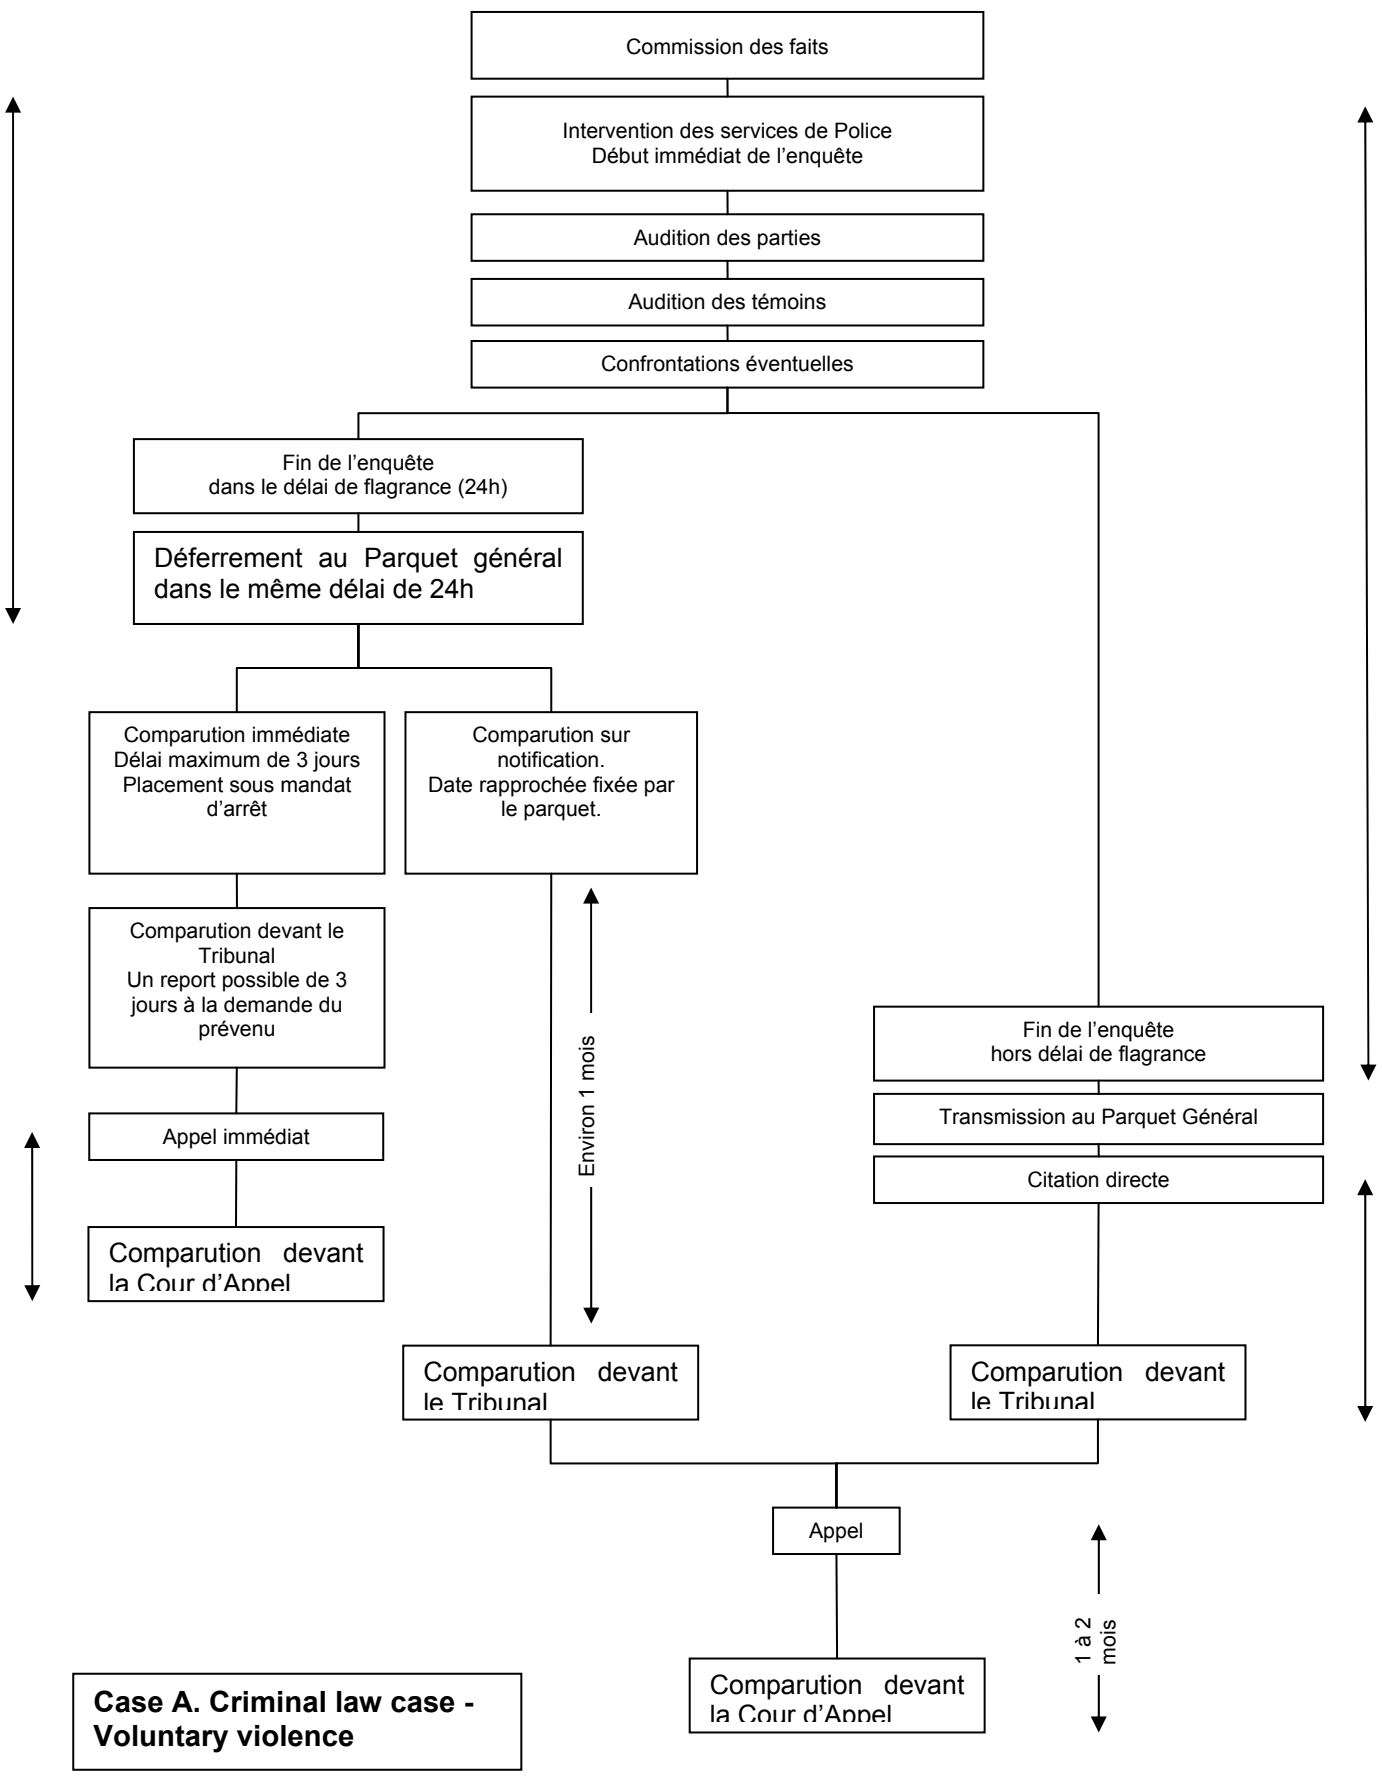 Commission des faits
Intervention des services de Police
Début immédiat de l'enquête
Audition des parties
Audition des témoins
Confrontations éventuelles
Fin de l'enquête
dans le délai de flagrance (24h)
Déferrement au Parquet général
dans le même délai de 24h
Comparution immédiate
Délai maximum de 3 jours
Placement sous mandat
d'arrêt
Comparution sur
notification.
Date rapprochée fixée par
le parquet.
Comparution devant le
Tribunal
Un report possible de 3
jours à la demande du
prévenu
Environ 1 mois
Fin de l'enquête
hors délai de flagrance
Transmission au Parquet Général
Citation directe
Appel immédiat
Comparution devant
la Cour d'Appel
Comparution devant
le Tribunal
Comparution devant
le Tribunal
Appel
1 à 2
mois
Comparution devant
la Cour d'Appel
Case A. Criminal law case -
Voluntary violence